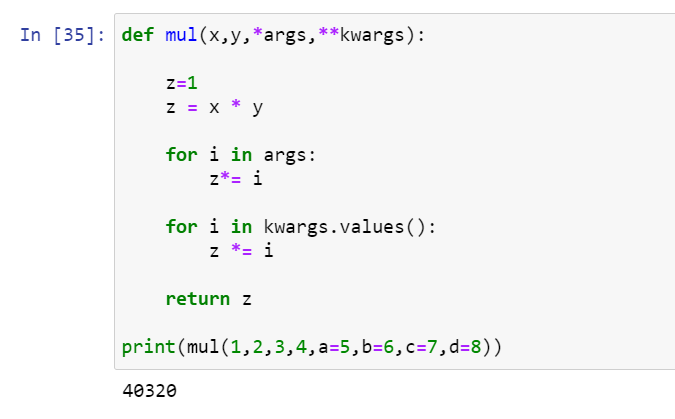 In [35]: def mul(x,y,*args,**kwargs):
z=1
z = x * y
for i in args:
z*= i
for i in kwargs.values():
z *= i
return z
print(mul(1,2,3,4,a=5,b=6,c=7,d=8))
40320